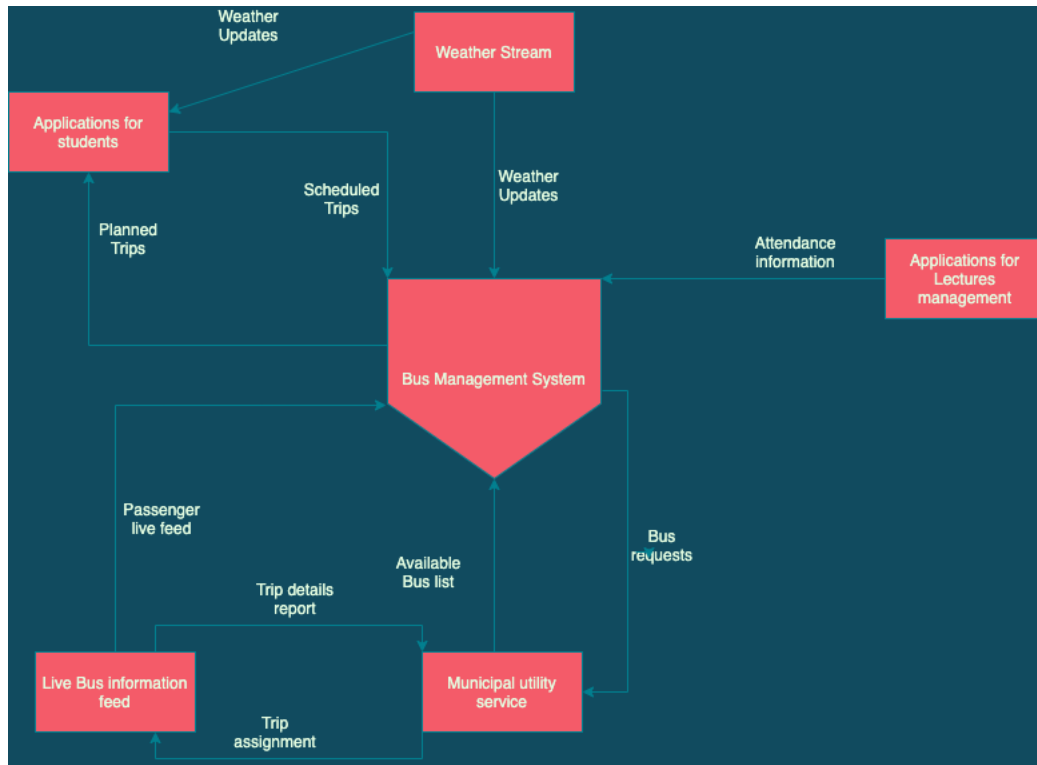 Weather
Updates
Weather Stream
Applications for
students
Scheduled
Trips
Weather
Updates
Planned
Trips
Attendance
information
Applications for
Lectures
management
Bus Management System
Passenger
live feed
Available
Bus list
Bus
requests
Trip details
report
Live Bus information
feed
Municipal utility
service
Trip
assignment